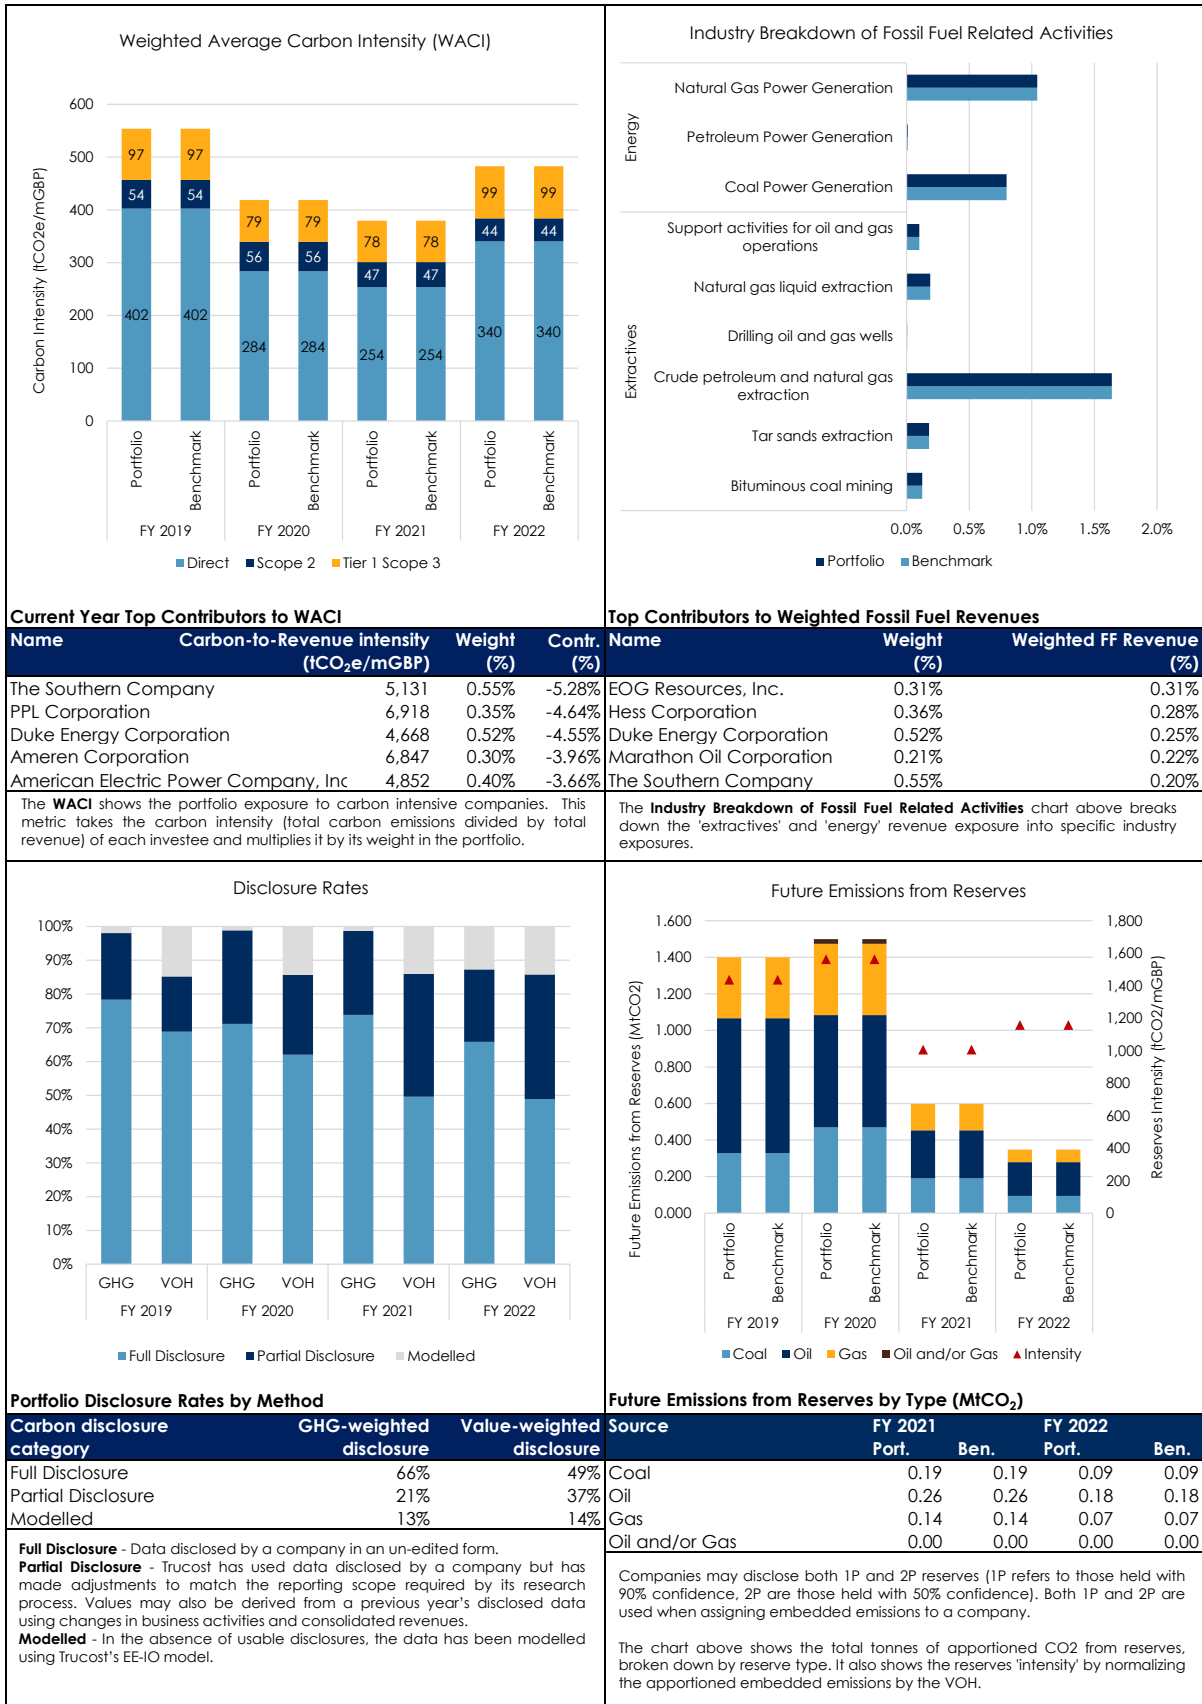 Weighted Average Carbon Intensity (WACI)
Carbon Intensity (tCO2e/mGBP)
600
500
400
300
200
100
0
97
54
402
97
54
402
79
56
284
79
56
284
78
47
254
78
47
254
99
44
340
99
44
340
Portfolio
Benchmark
Portfolio
Benchmark
Portfolio
Benchmark
Portfolio
Benchmark
FY 2019
FY 2020
FY 2021
FY 2022
Direct
Scope 2
Tier 1 Scope 3
Industry Breakdown of Fossil Fuel Related Activities
Energy
Natural Gas Power Generation
Petroleum Power Generation
Coal Power Generation
Extractives
Support activities for oil and gas
operations
Natural gas liquid extraction
Drilling oil and gas wells
Crude petroleum and natural gas
extraction
Tar sands extraction
Bituminous coal mining
0.0%
0.5%
1.0%
1.5%
2.0%
Portfolio
Benchmark
Current Year Top Contributors to WACI
Name Carbon-to-Revenue intensity Weight Contr.
(tCO2e/mGBP) (%) (%)
The Southern Company 5,131 0.55% -5.28%
PPL Corporation 6,918 0.35% -4.64%
Duke Energy Corporation 4,668 0.52% -4.55%
Ameren Corporation 6,847 0.30% -3.96%
American Electric Power Company, Inc 4,852 0.40% -3.66%
The WACI shows the portfolio exposure to carbon intensive companies. This
metric takes the carbon intensity (total carbon emissions divided by total
revenue) of each investee and multiplies it by its weight in the portfolio.
Top Contributors to Weighted Fossil Fuel Revenues
Name Weight Weighted FF Revenue
(%) (%)
EOG Resources, Inc. 0.31% 0.31%
Hess Corporation 0.36% 0.28%
Duke Energy Corporation 0.52% 0.25%
Marathon Oil Corporation 0.21% 0.22%
The Southern Company 0.55% 0.20%
The Industry Breakdown of Fossil Fuel Related Activities chart above breaks
down the 'extractives' and 'energy' revenue exposure into specific industry
exposures.
Disclosure Rates
100%
90%
80%
70%
60%
50%
40%
30%
20%
10%
0%
GHG
VOH
GHG
VOH
GHG
VOH
GHG
VOH
FY 2019
FY 2020
FY 2021
FY 2022
Full Disclosure
Partial Disclosure
Modelled
Future Emissions from Reserves
Future Emissions from Reserves (MtCO2)
1.600
1.400
1.200
1.000
0.800
0.600
0.400
0.200
0.000
1,800
1,600
1,400
1,200
1,000
800
600
400
200
0
Reserves Intensity (tCO2/mGBP)
Portfolio
Benchmark
Portfolio
Benchmark
Portfolio
Benchmark
Portfolio
Benchmark
FY 2019
FY 2020
FY 2021
FY 2022
Coal
Oil
Gas
Oil and/or Gas
Intensity
Portfolio Disclosure Rates by Method
Carbon disclosure GHG-weighted Value-weighted
category disclosure disclosure
Full Disclosure 66% 49%
Partial Disclosure 21% 37%
Modelled 13% 14%
Full Disclosure - Data disclosed by a company in an un-edited form.
Partial Disclosure - Trucost has used data disclosed by a company but has
made adjustments to match the reporting scope required by its research
process. Values may also be derived from a previous year's disclosed data
using changes in business activities and consolidated revenues.
Modelled - In the absence of usable disclosures, the data has been modelled
using Trucost's EE-IO model.
Future Emissions from Reserves by Type (MtCO2)
Source FY 2021 FY 2022
Port. Ben. Port. Ben.
Coal 0.19 0.19 0.09 0.09
Oil 0.26 0.26 0.18 0.18
Gas 0.14 0.14 0.07 0.07
Oil and/or Gas 0.00 0.00 0.00 0.00
Companies may disclose both 1P and 2P reserves (1P refers to those held with
90% confidence, 2P are those held with 50% confidence). Both 1P and 2P are
used when assigning embedded emissions to a company.
The chart above shows the total tonnes of apportioned CO2 from reserves,
broken down by reserve type. It also shows the reserves 'intensity' by normalizing
the apportioned embedded emissions by the VOH.